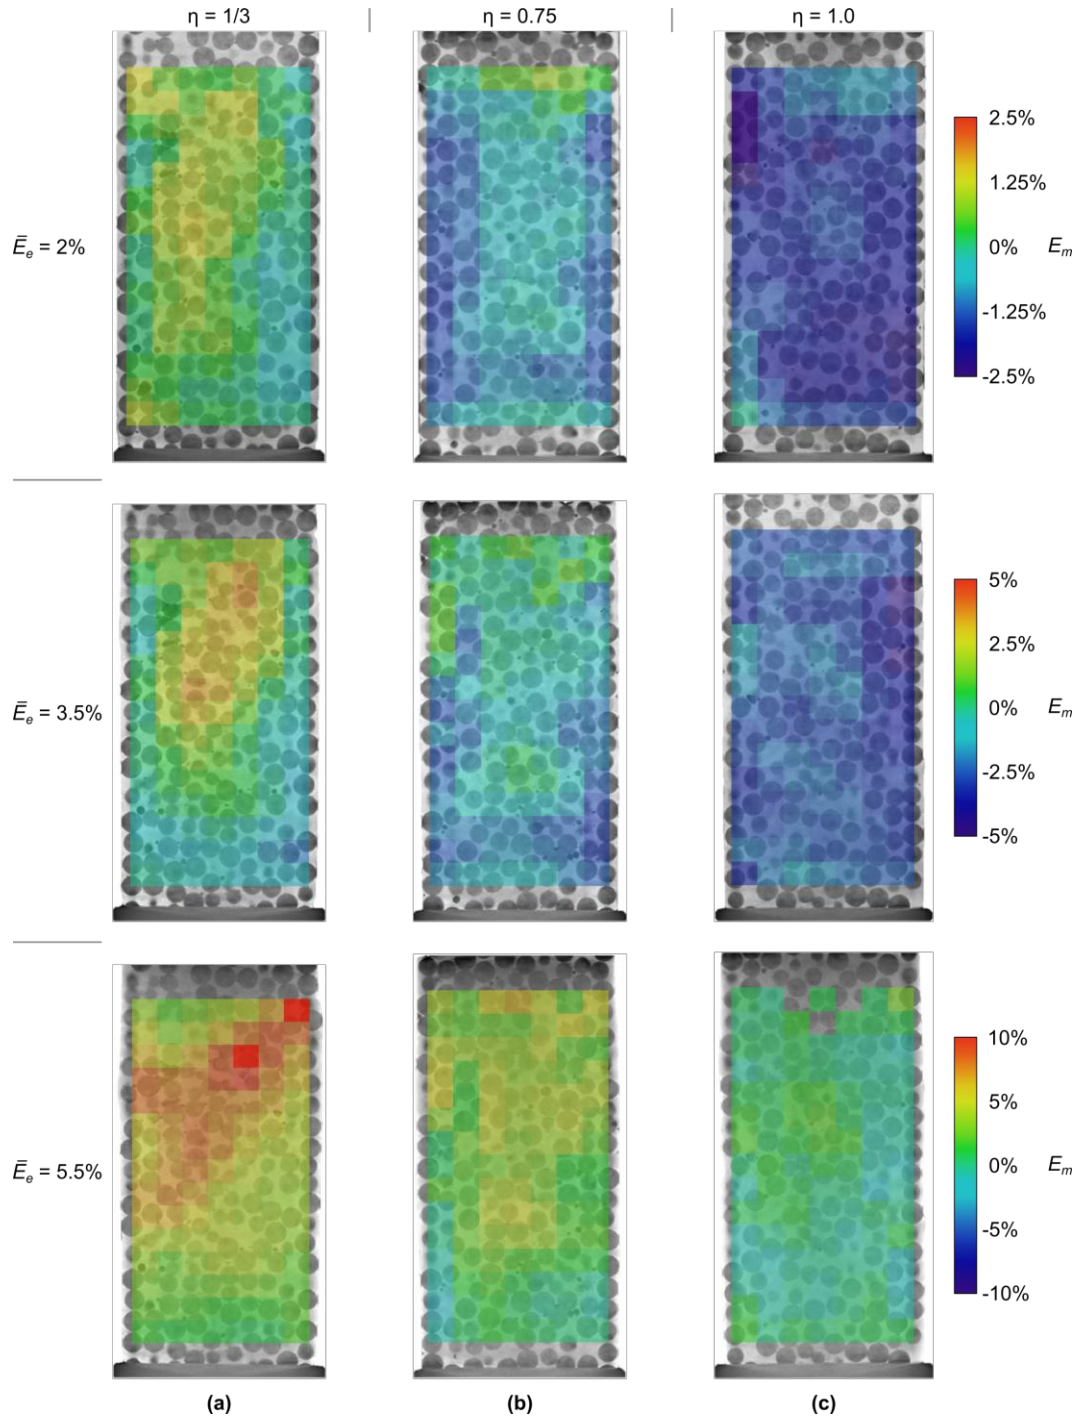 η = 1/3
η = 0.75
η = 1.0
Ē_e = 2%
2.5%
1.25%
0%
-1.25%
-2.5%
E_m
Ē_e = 3.5%
5%
2.5%
0%
-2.5%
-5%
E_m
Ē_e = 5.5%
10%
5%
0%
-5%
-10%
E_m
(a)
(b)
(c)